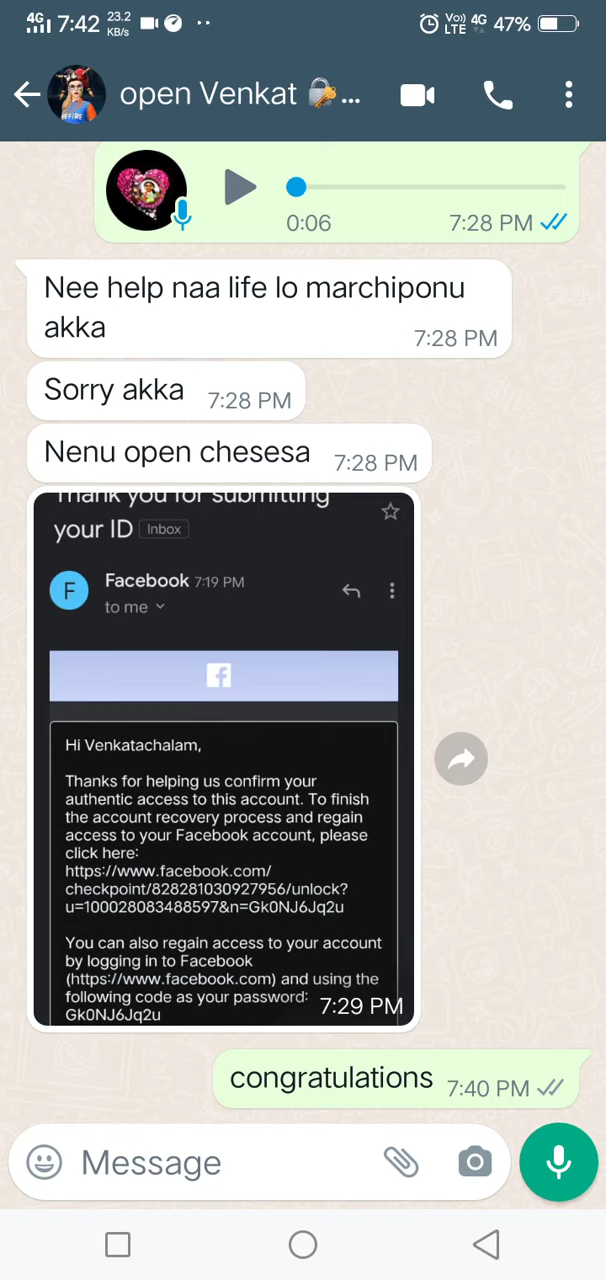 4G 7:42 23.2 KB/s Vo)) LTE 4G 47%
open Venkat ...
0:06 7:28 PM
Nee help naa life lo marchiponu
akka 7:28 PM
Sorry akka 7:28 PM
Nenu open chesesa 7:28 PM
Thank you for submitting
your ID Inbox
F Facebook 7:19 PM
to me
Hi Venkatachalam,
Thanks for helping us confirm your
authentic access to this account. To finish
the account recovery process and regain
access to your Facebook account, please
click here:
https://www.facebook.com/
checkpoint/828281030927956/unlock?
u=100028083488597&n=Gk0NJ6Jq2u
You can also regain access to your account
by logging in to Facebook
(https://www.facebook.com) and using the
following code as your password:
Gk0NJ6Jq2u
7:29 PM
congratulations 7:40 PM
Message